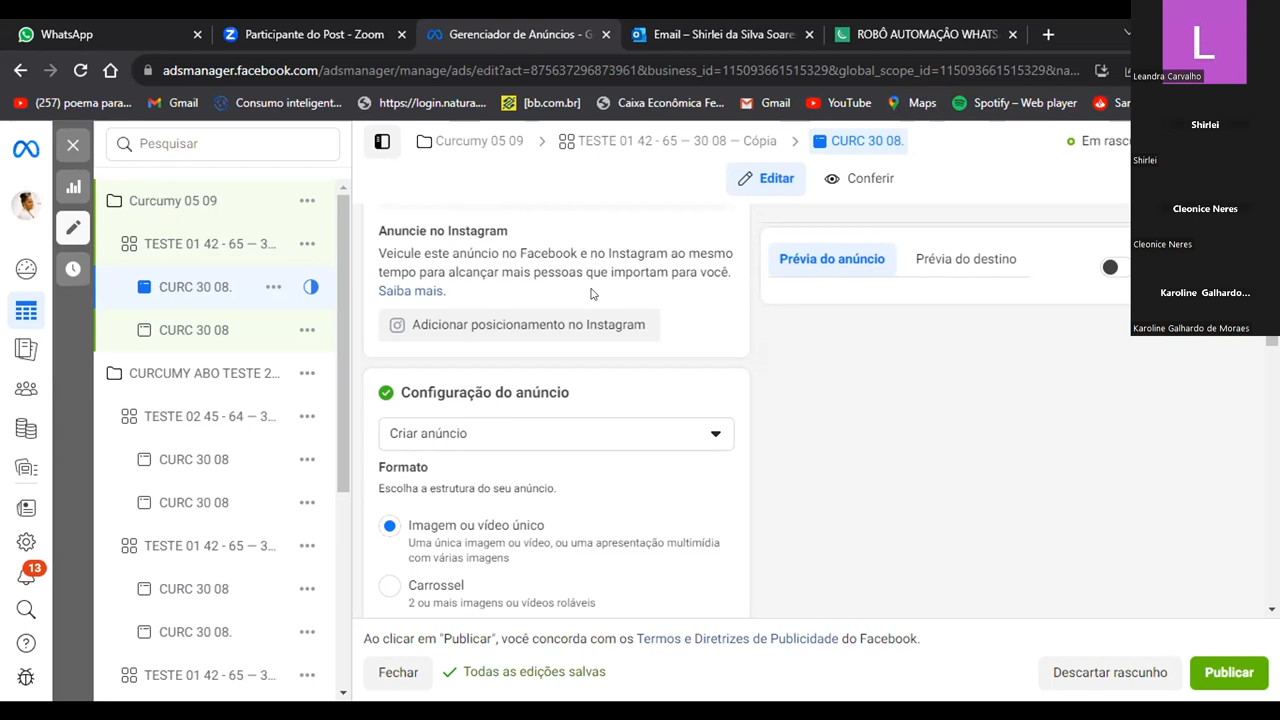 WhatsApp
Participante do Post - Zoom
Gerenciador de Anúncios - G
Email – Shirlei da Silva Soare
ROBÔ AUTOMAÇÂO WHATS
adsmanager.facebook.com/adsmanager/manage/ads/edit?act=875637296873961&business_id=1150936615153298&global_scope_id=1150936615153298&na...
(257) poema para...
Gmail
Consumo inteligent...
https://login.natura....
[bb.com.br]
Caixa Econômica Fe...
Gmail
YouTube
Maps
Spotify – Web player
San
L
Leandra Carvalho
Shirlei
Shirlei
Cleonice Neres
Cleonice Neres
Karoline Galhardo...
Karoline Galhardo de Moraes
Pesquisar
Curcumy 05 09
TESTE 01 42 - 65 — 3...
CURC 30 08.
CURC 30 08
CURCUMY ABO TESTE 2...
TESTE 02 45 - 64 — 3...
CURC 30 08
CURC 30 08
TESTE 01 42 - 65 — 3...
CURC 30 08
CURC 30 08.
TESTE 01 42 - 65 — 3...
13
Curcumy 05 09
TESTE 01 42 - 65 — 30 08 — Cópia
CURC 30 08.
Em rasc
Editar
Conferir
Anuncie no Instagram
Veicule este anúncio no Facebook e no Instagram ao mesmo
tempo para alcançar mais pessoas que importam para você.
Saiba mais.
Adicionar posicionamento no Instagram
Prévia do anúncio
Prévia do destino
Configuração do anúncio
Criar anúncio
Formato
Escolha a estrutura do seu anúncio.
Imagem ou vídeo único
Uma única imagem ou vídeo, ou uma apresentação multimídia
com várias imagens
Carrossel
2 ou mais imagens ou vídeos roláveis
Ao clicar em "Publicar", você concorda com os Termos e Diretrizes de Publicidade do Facebook.
Fechar
Todas as edições salvas
Descartar rascunho
Publicar